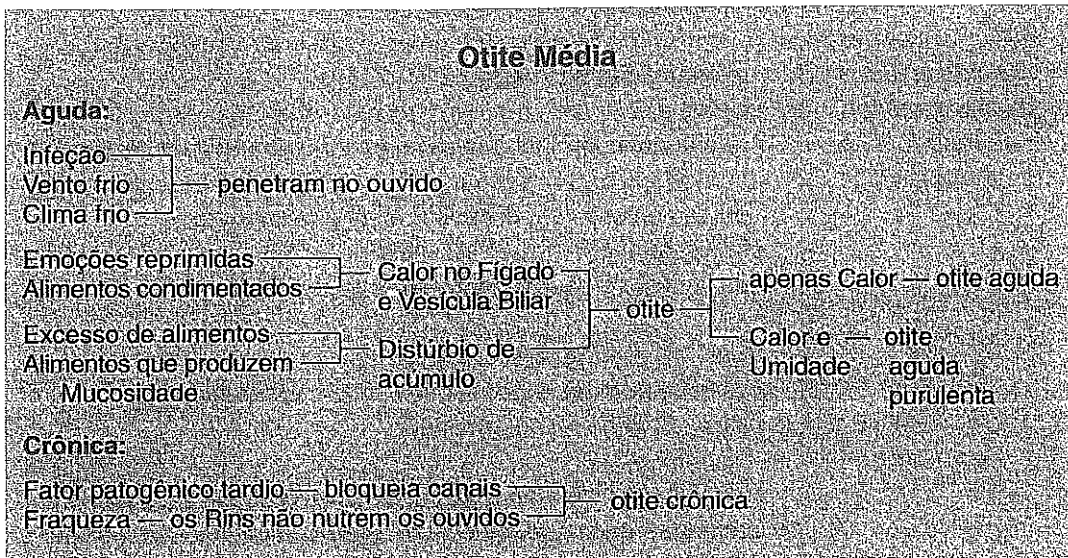 Otite Média
Aguda:
Infeção
Vento frio
Clima frio
penetram no ouvido
Emoções reprimidas
Alimentos condimentados
Calor no Fígado
e Vesícula Biliar
Excesso de alimentos
Alimentos que produzem
Mucosidade
Distúrbio de
acúmulo
otite
apenas Calor
otite aguda
Calor e
Umidade
otite
aguda
purulenta
Crônica:
Fator patogênico tardio
bloqueia canais
Fraqueza
os Rins não nutrem os ouvidos
otite crônica